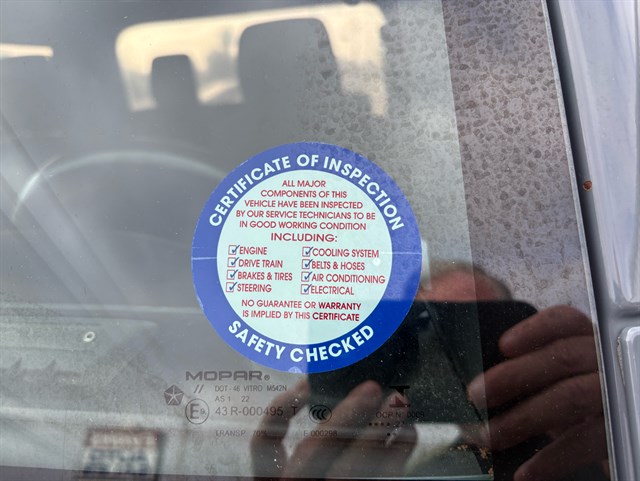 CERTIFICATE OF INSPECTION
ALL MAJOR
COMPONENTS OF THIS
VEHICLE HAVE BEEN INSPECTED
BY OUR SERVICE TECHNICIANS TO BE
IN GOOD WORKING CONDITION
INCLUDING:
ENGINE
DRIVE TRAIN
BRAKES & TIRES
STEERING
COOLING SYSTEM
BELTS & HOSES
AIR CONDITIONING
ELECTRICAL
NO GUARANTEE OR WARRANTY
IS IMPLIED BY THIS CERTIFICATE
SAFETY CHECKED
MOPAR®
DOT 48 VITRO M542N
AS 1 22
43 R-000495